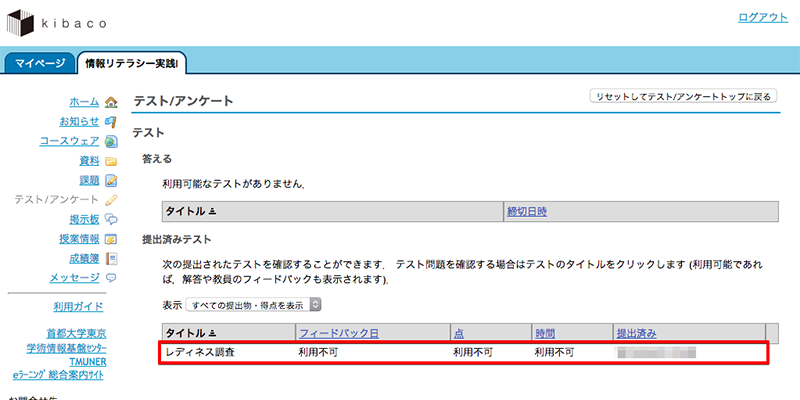 kibaco
ログアウト
マイページ
情報リテラシー実践I
ホーム
お知らせ
コースウェア
資料
課題
テスト/アンケート
掲示板
授業情報
成績簿
メッセージ
利用ガイド
首都大学東京
学術情報基盤センター
TMUNER
eラーニング 総合案内サイト
テスト/アンケート
リセットしてテスト/アンケートトップに戻る
テスト
答える
利用可能なテストがありません．
タイトル
締切日時
提出済みテスト
次の提出されたテストを確認することができます． テスト問題を確認する場合はテストのタイトルをクリックします (利用可能であれ
ば，解答や教員のフィードバックも表示されます)．
表示 すべての提出物・得点を表示
タイトル フィードバック日 点 時間 提出済み
レディネス調査 利用不可 利用不可 利用不可